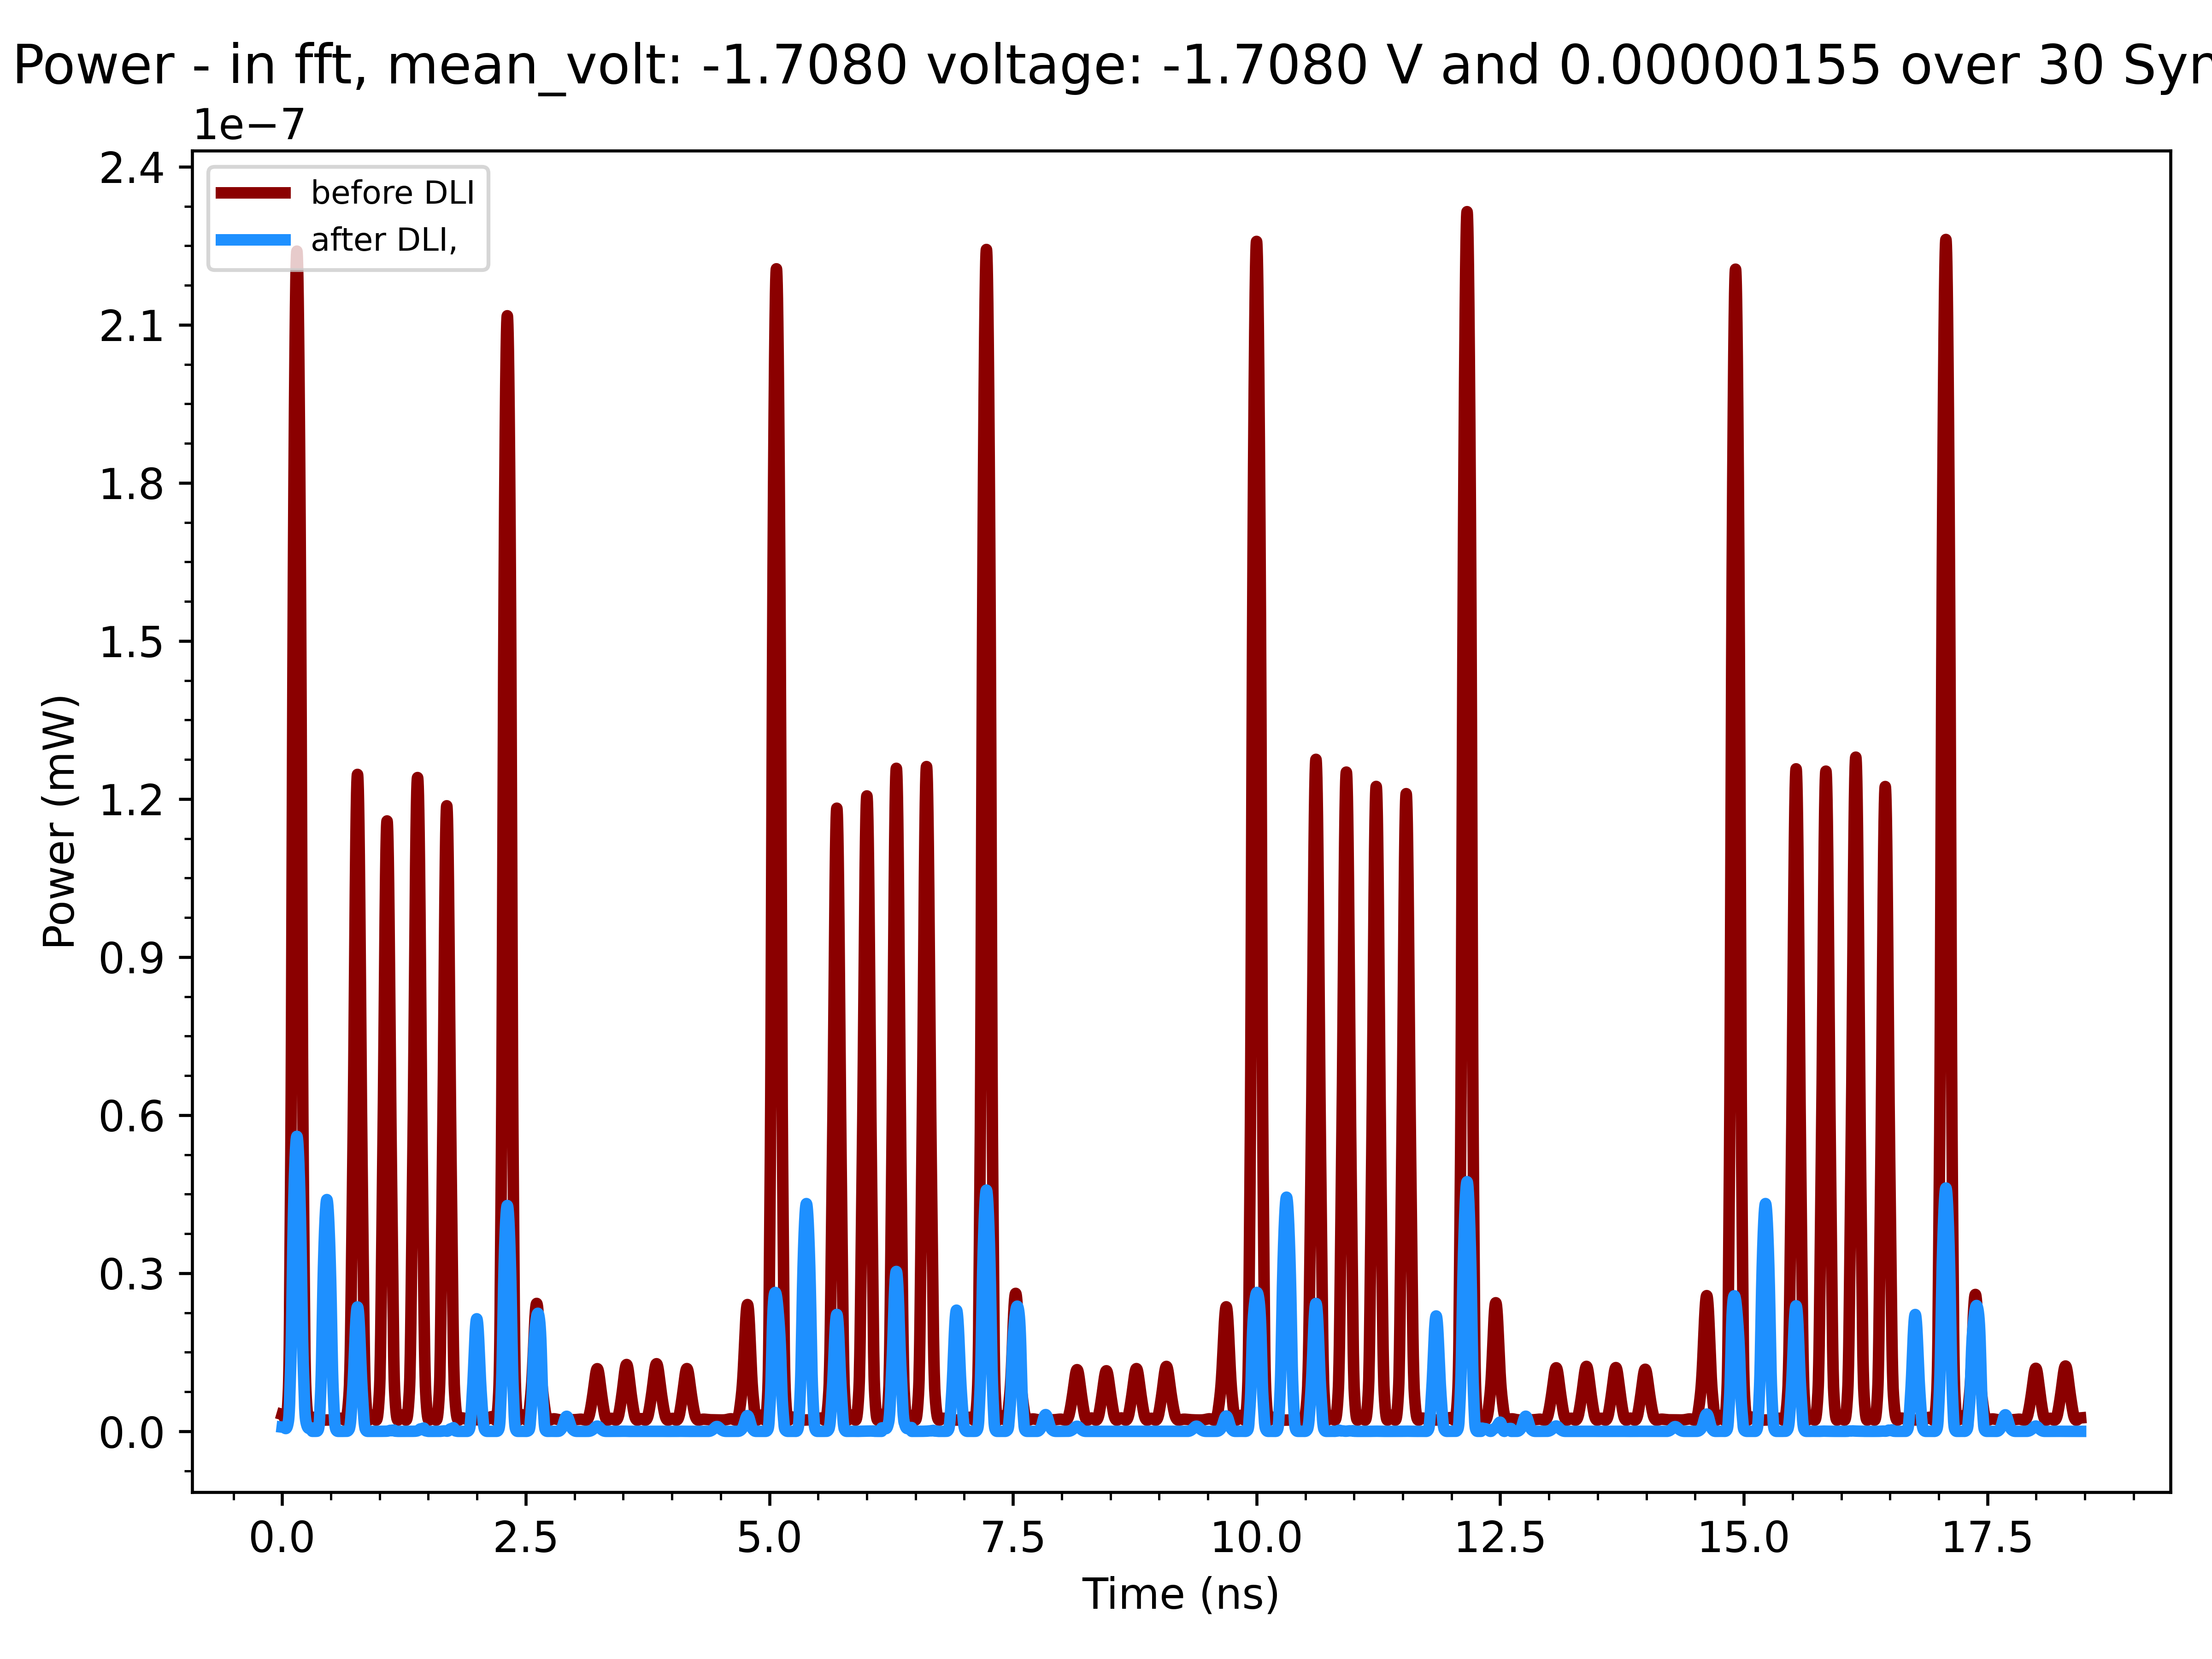 Power - in fft, mean_volt: -1.7080 voltage: -1.7080 V and 0.00000155 over 30
1e−7
before DLI
after DLI,
2.4
2.1
1.8
1.5
1.2
0.9
0.6
0.3
0.0
Power (mW)
0.0 2.5 5.0 7.5 10.0 12.5 15.0 17.5
Time (ns)